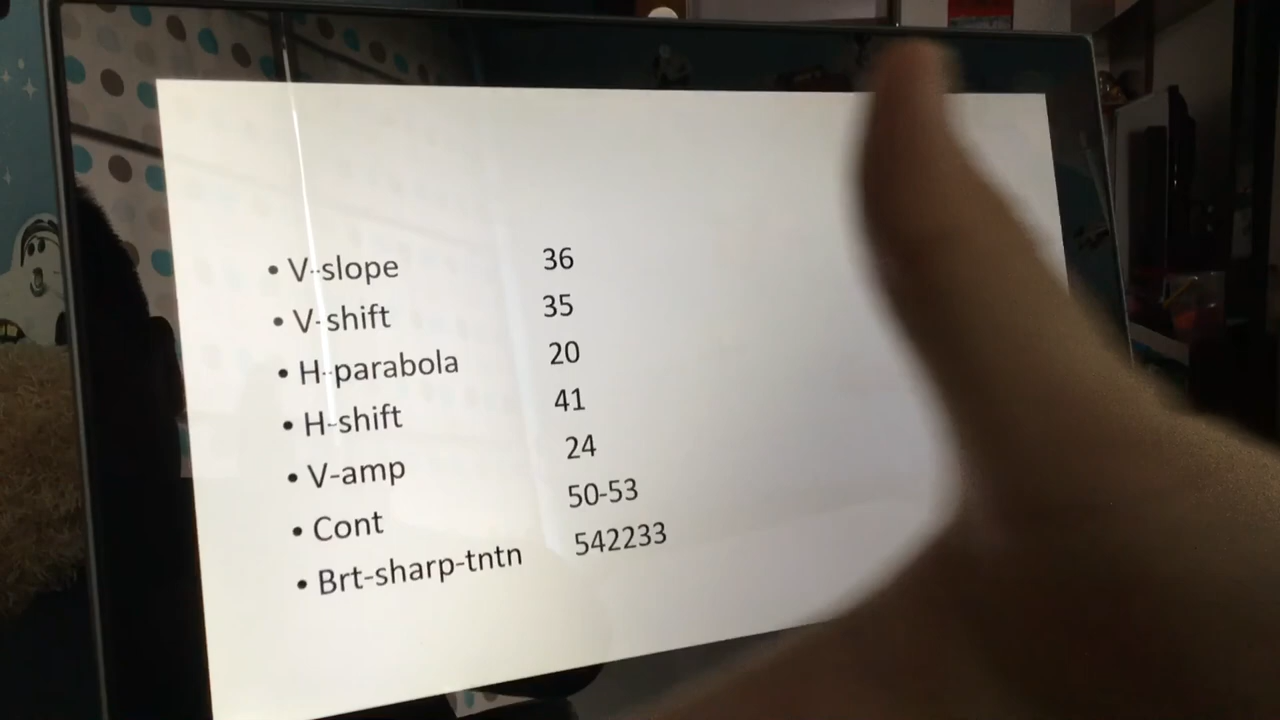 • V-slope 36
• V-shift 35
• H-parabola 20
• H-shift 41
• V-amp 24
• Cont 50-53
• Brt-sharp-tntn 542233